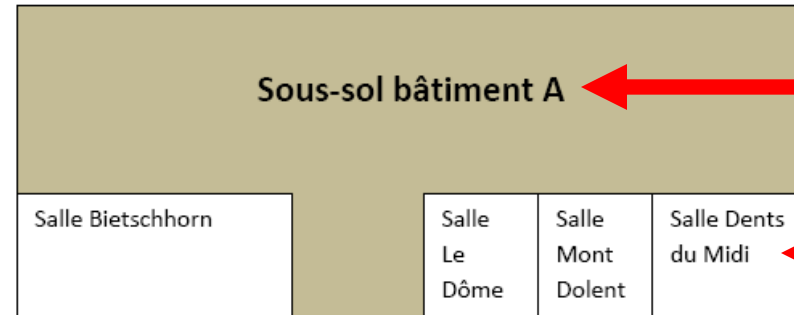 Sous-sol bâtiment A
Salle Bietschhorn
Salle
Le
Dôme
Salle
Mont
Dolent
Salle Dents
du Midi